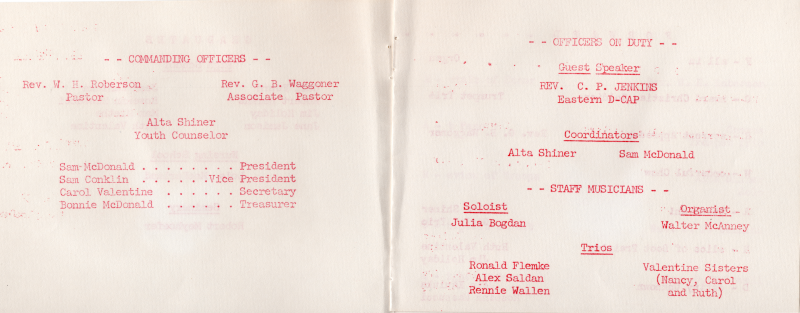 - - COMMANDING OFFICERS - -
Rev. W. H. Roberson
Pastor
Rev. G. B. Waggoner
Associate Pastor
Alta Shiner
Youth Counselor
Sam McDonald . . . . . . . . President
Sam Conklin . . . . . .Vice President
Carol Valentine . . . . . . Secretary
Bonnie McDonald . . . . . . Treasurer
- - OFFICERS ON DUTY - -
Guest Speaker
REV. C. P. JENKINS
Eastern D-CAP
Coordinators
Alta Shiner Sam McDonald
- - STAFF MUSICIANS - -
Soloist
Julia Bogdan
Organist
Walter McAnney
Trios
Ronald Flemke
Alex Saldan
Rennie Wallen
Valentine Sisters
(Nancy, Carol
and Ruth)